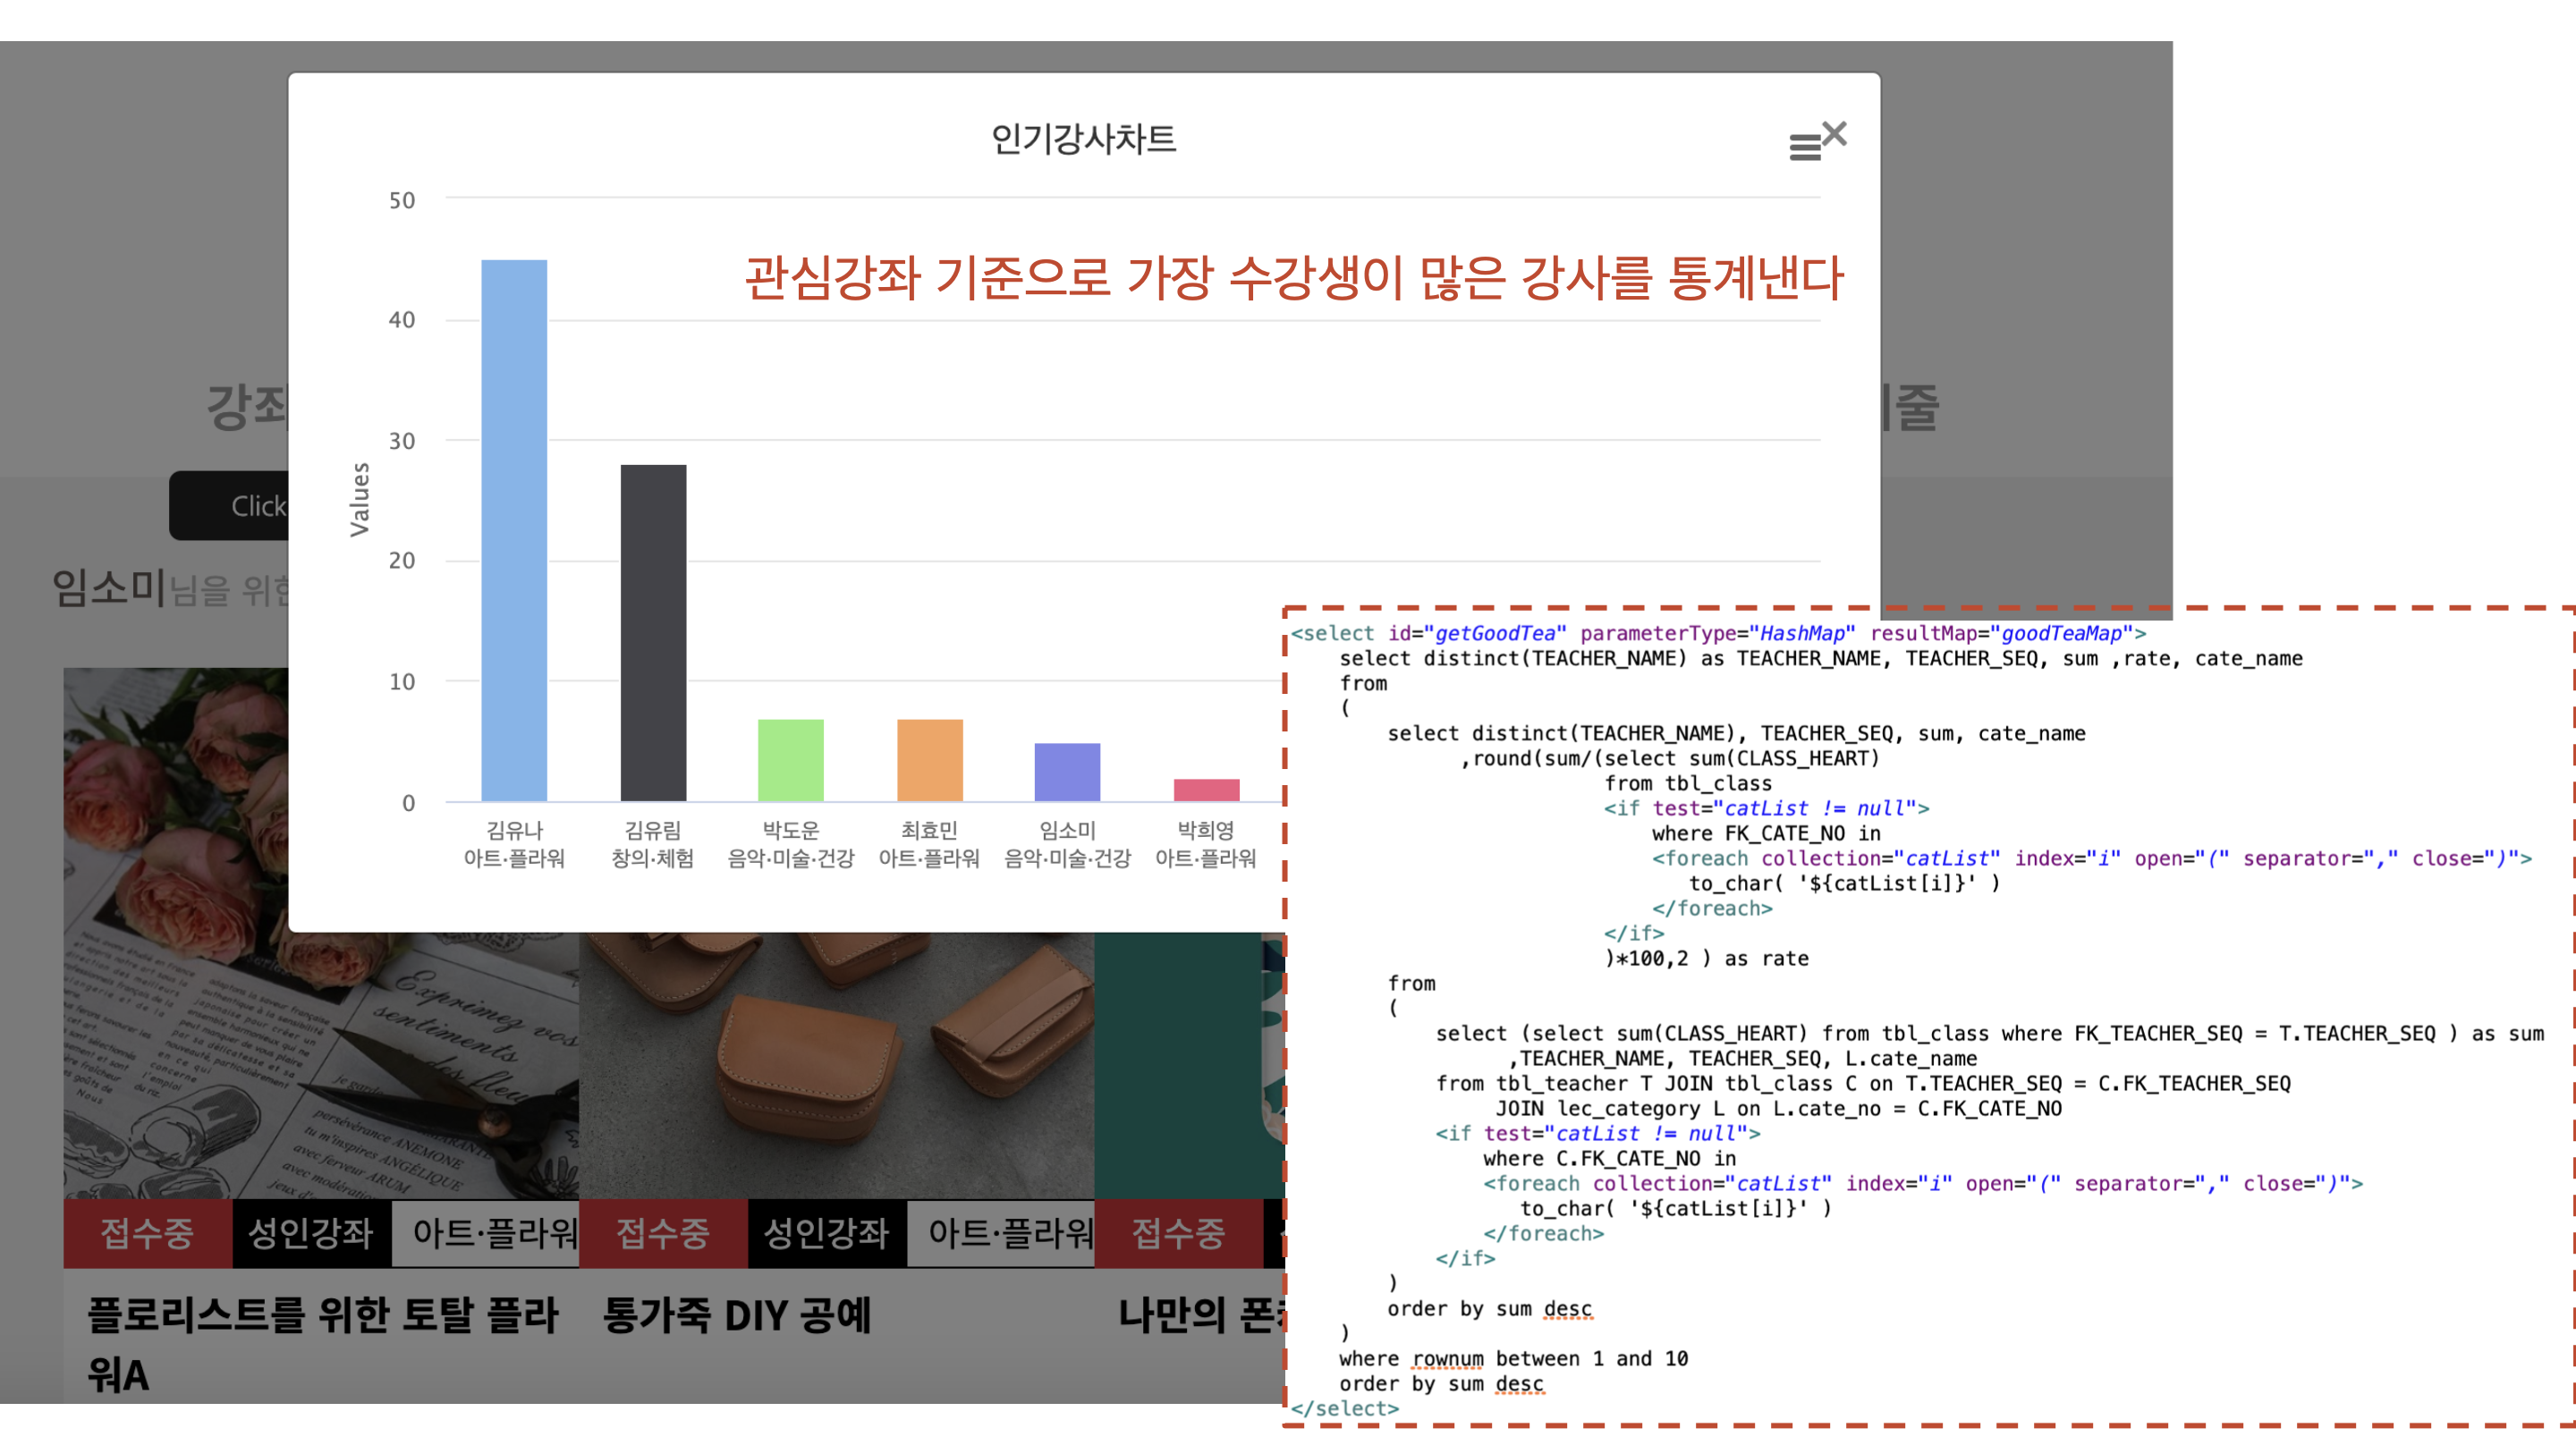 인기강사차트
관심강좌 기준으로 가장 수강생이 많은 강사를 통계낸다
50
40
30
20
10
0
Values
김유나
아트·플라워
김유림
창의·체험
박도운
음악·미술·건강
최효민
아트·플라워
임소미
음악·미술·건강
박희영
아트·플라워
강좌
줄
Click
임소미님을 위한
Exprimez vos
sentiments
des fleu
persévérance ANEMONE
tu m'inspires ANGÉLIQUE
avec ferveur ARUM
접수중 성인강좌 아트·플라워
접수중 성인강좌 아트·플라워
접수중
플로리스트를 위한 토탈 플라
워A
통가죽 DIY 공예
나만의 폰
<select id="getGoodTea" parameterType="HashMap" resultMap="goodTeaMap">
select distinct(TEACHER_NAME) as TEACHER_NAME, TEACHER_SEQ, sum ,rate, cate_name
from
(
select distinct(TEACHER_NAME), TEACHER_SEQ, sum, cate_name
,round(sum/(select sum(CLASS_HEART)
from tbl_class
<if test="catList != null">
where FK_CATE_NO in
<foreach collection="catList" index="i" open="(" separator="," close=")">
to_char( '${catList[i]}' )
</foreach>
</if>
)*100,2 ) as rate
from
(
select (select sum(CLASS_HEART) from tbl_class where FK_TEACHER_SEQ = T.TEACHER_SEQ ) as sum
,TEACHER_NAME, TEACHER_SEQ, L.cate_name
from tbl_teacher T JOIN tbl_class C on T.TEACHER_SEQ = C.FK_TEACHER_SEQ
JOIN lec_category L on L.cate_no = C.FK_CATE_NO
<if test="catList != null">
where C.FK_CATE_NO in
<foreach collection="catList" index="i" open="(" separator="," close=")">
to_char( '${catList[i]}' )
</foreach>
</if>
)
order by sum desc
)
where rownum between 1 and 10
order by sum desc
</select>